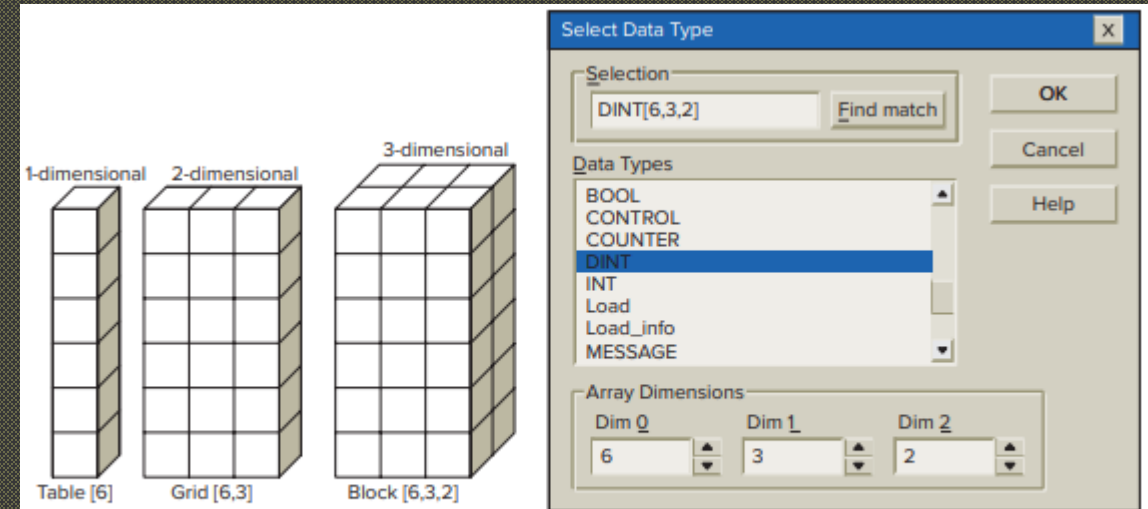 1-dimensional
2-dimensional
3-dimensional
Table [6]
Grid [6,3]
Block [6,3,2]
Select Data Type
X
Selection
DINT[6,3,2]
Find match
OK
Cancel
Help
Data Types
BOOL
CONTROL
COUNTER
DINT
INT
Load
Load_info
MESSAGE
Array Dimensions
Dim 0
Dim 1
Dim 2
6
3
2